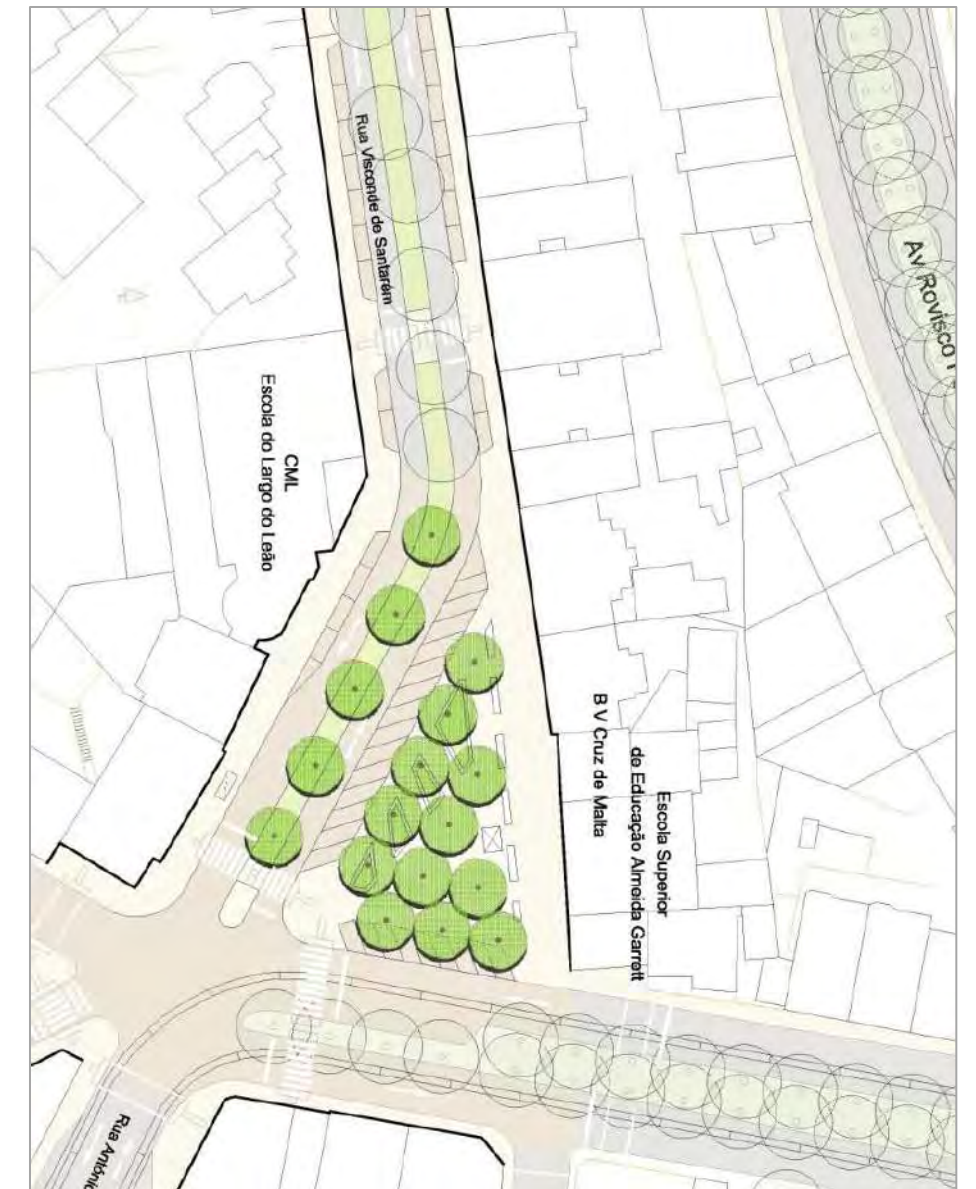 Rua Visconde de Santarém
Av Rovisco
CML
Escola do Largo do Leão
B V Cruz de Malta
Escola Superior
de Educação Almeida Garrett
Rua António